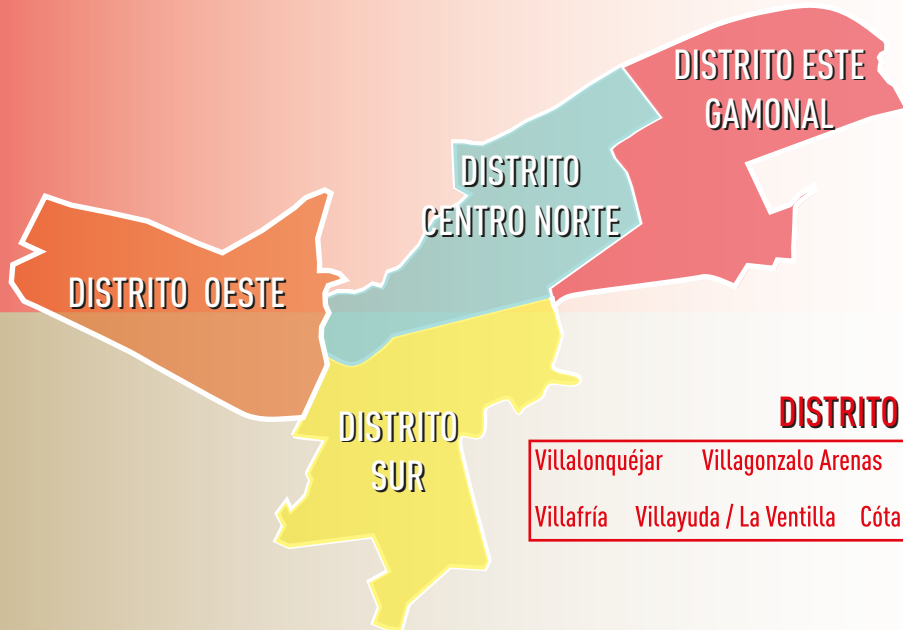 DISTRITO ESTE
GAMONAL
DISTRITO
CENTRO NORTE
DISTRITO OESTE
DISTRITO
SUR
DISTRITO
Villalonquéjar Villagonzalo Arenas
Villafría Villayuda / La Ventilla Cóta